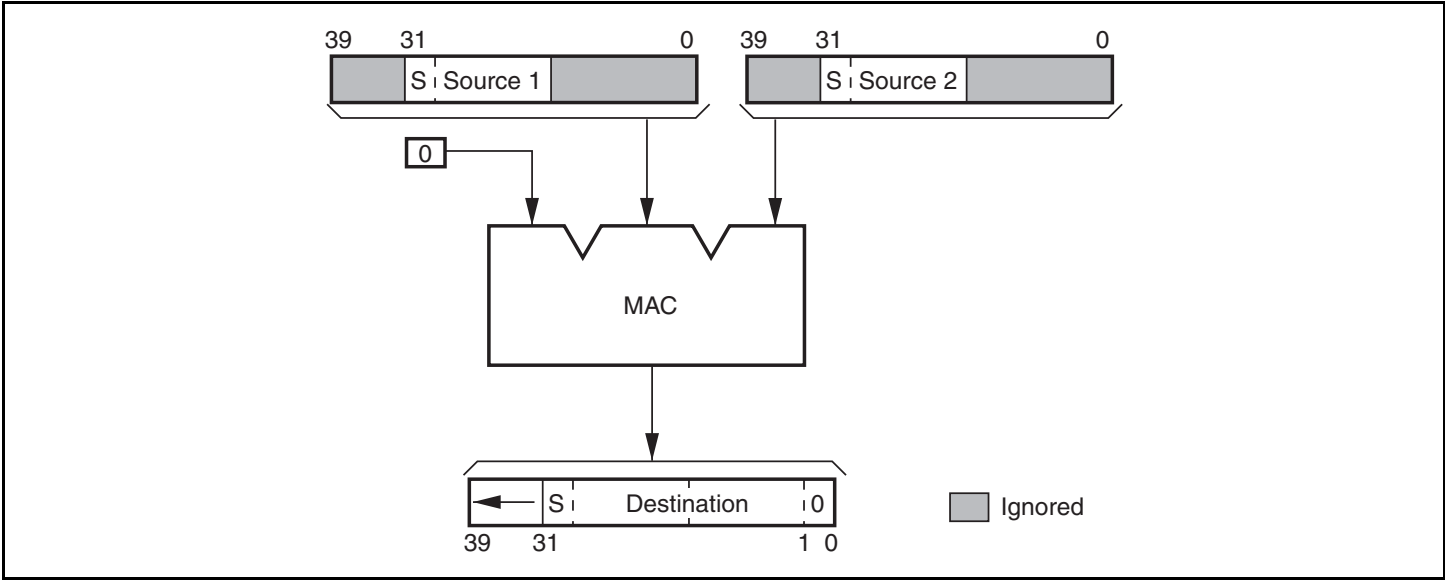 39 31 0 39 31 0
S Source 1 S Source 2
0
MAC
S Destination 0 Ignored
39 31 1 0